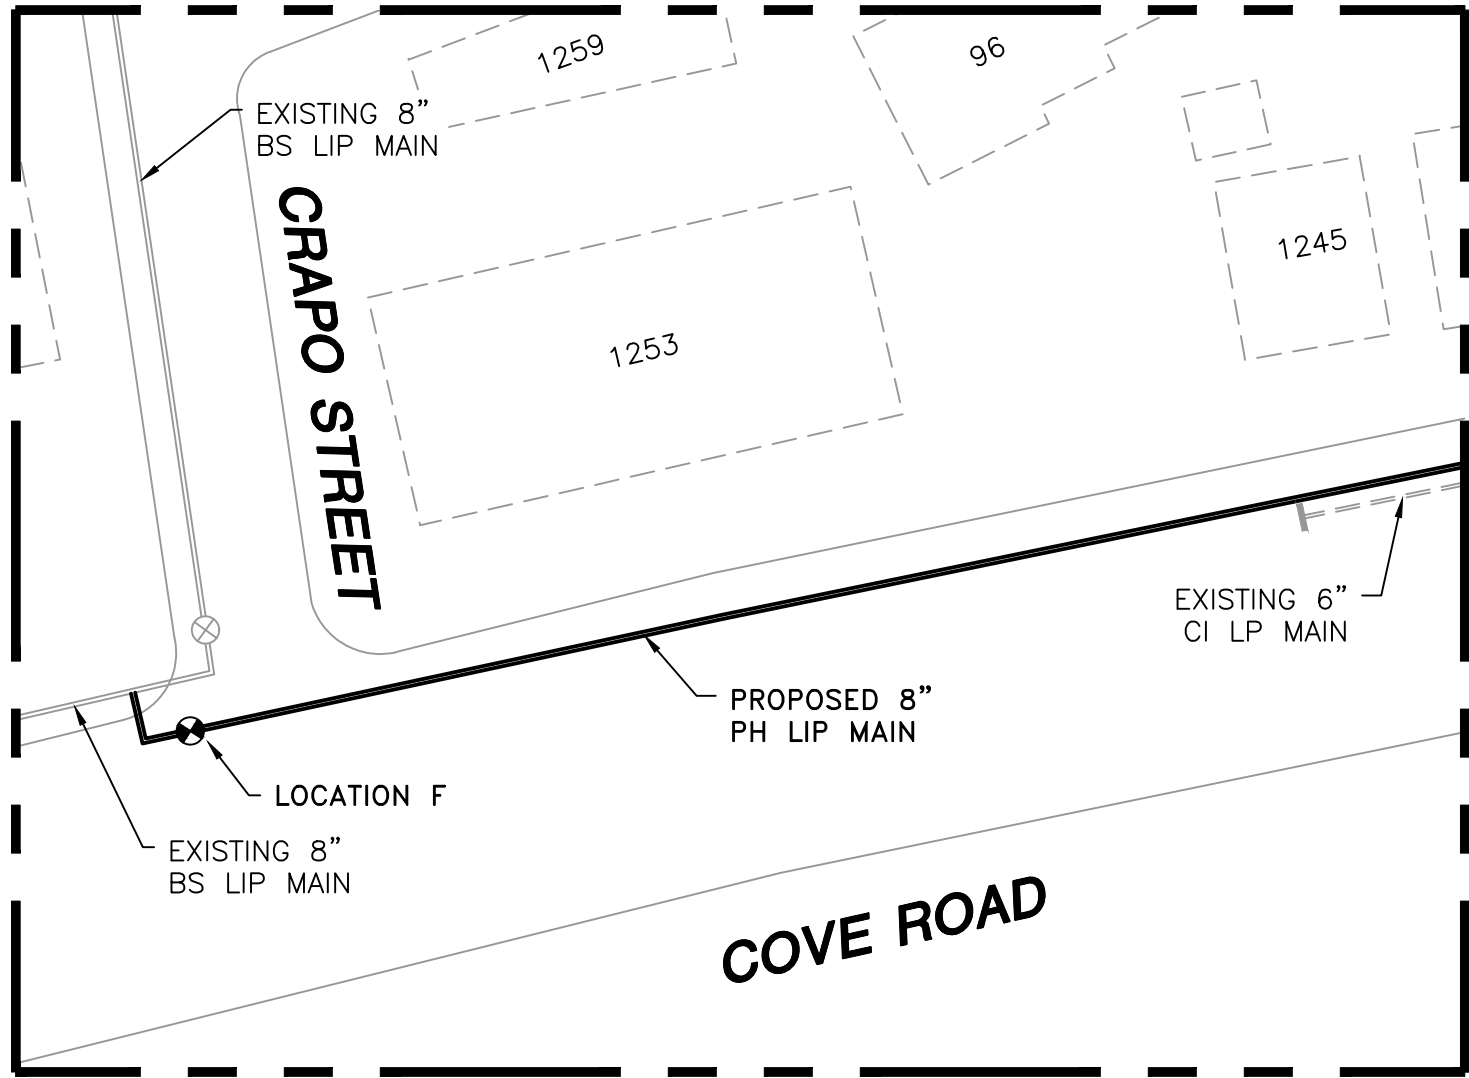 1259
96
EXISTING 8”
BS LIP MAIN
CRAPO STREET
1245
1253
EXISTING 6”
CI LP MAIN
PROPOSED 8”
PH LIP MAIN
LOCATION F
EXISTING 8”
BS LIP MAIN
COVE ROAD